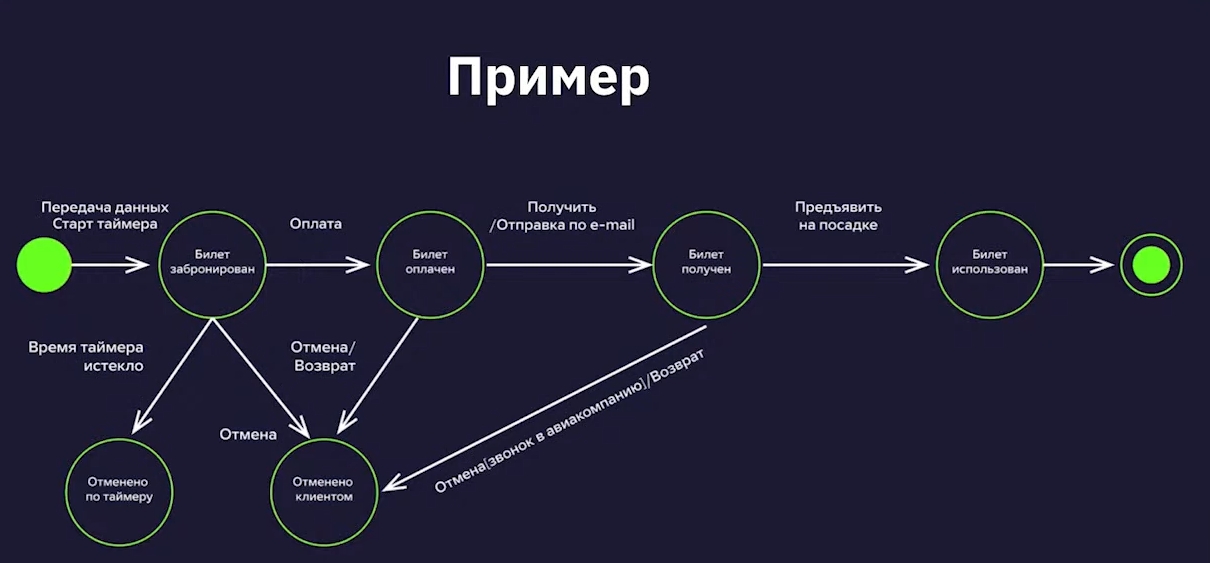 Пример
Передача данных
Старт таймера
Билет
забронирован
Оплата
Билет
оплачен
Получить
/Отправка по e-mail
Билет
получен
Предъявить
на посадке
Билет
использован
Время таймера
истекло
Отмена/
Возврат
Отмена
Отмена[звонок в авиакомпанию]/Возврат
Отменено
по таймеру
Отменено
клиентом